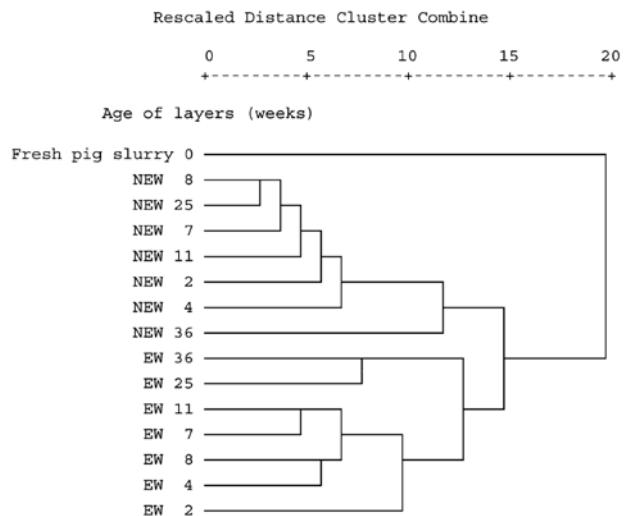 Rescaled Distance Cluster Combine
0 5 10 15 20
Age of layers (weeks)
Fresh pig slurry 0
NEW 8
NEW 25
NEW 7
NEW 11
NEW 2
NEW 4
NEW 36
EW 36
EW 25
EW 11
EW 7
EW 8
EW 4
EW 2